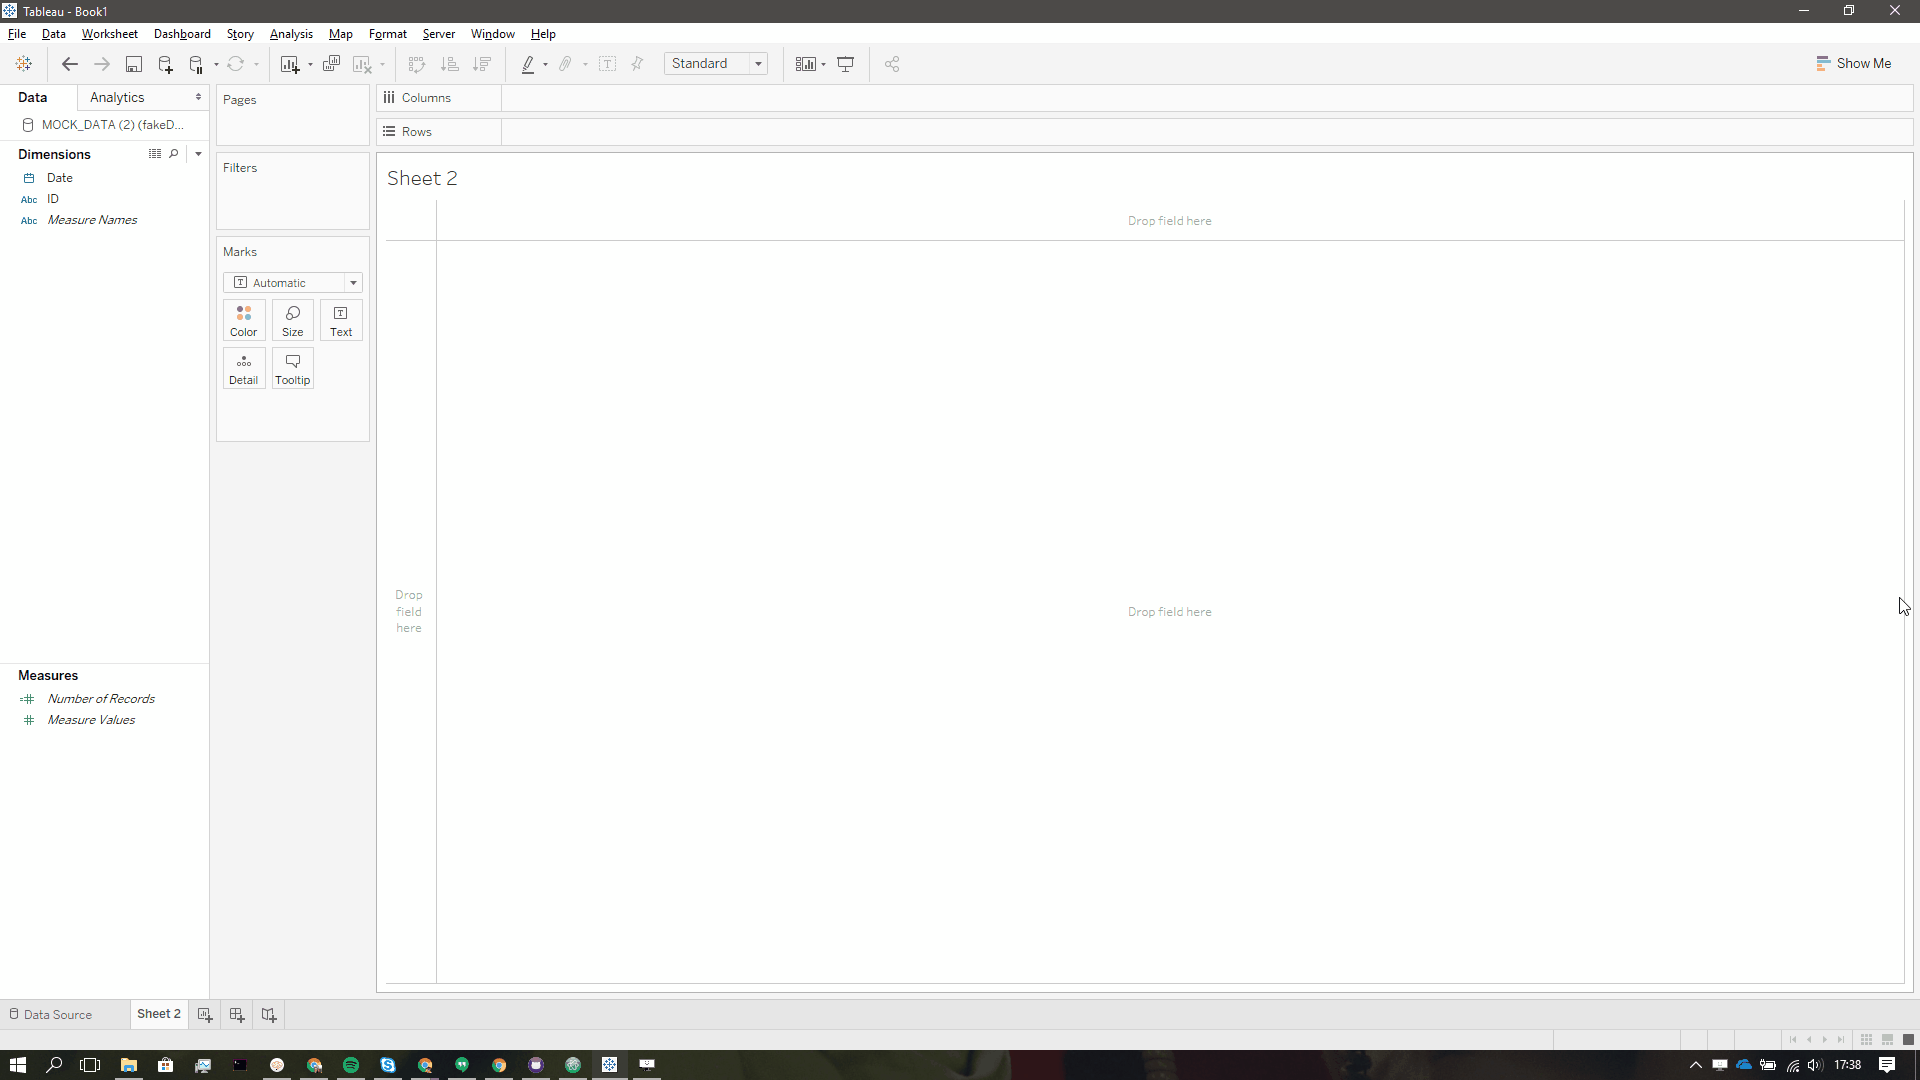 Tableau - Book1
File Data Worksheet Dashboard Story Analysis Map Format Server Window Help
Standard
Show Me
Data Analytics
MOCK_DATA (2) (fakeD...
Dimensions
Date
Abc ID
Abc Measure Names
Measures
Number of Records
Measure Values
Pages
Filters
Marks
Automatic
Color Size Text
Detail Tooltip
Columns
Rows
Sheet 2
Drop field here
Drop
field
here
Drop field here
Data Source Sheet 2
17:38